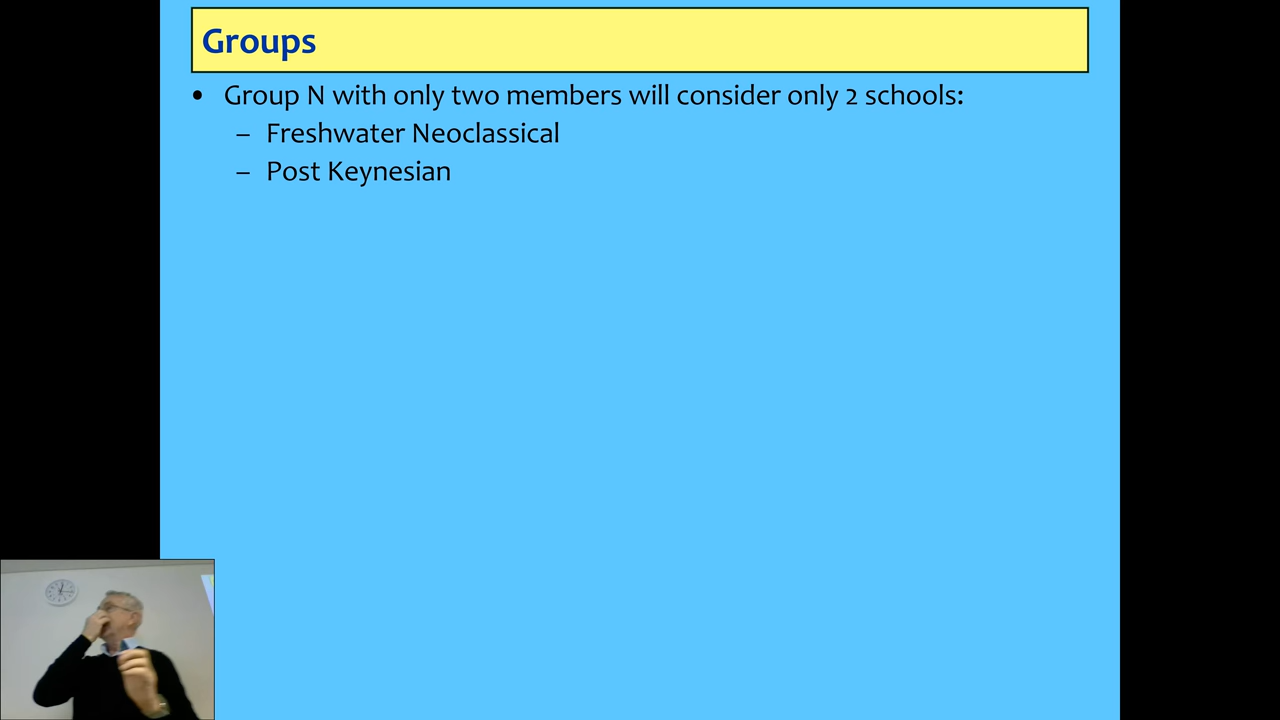 Groups
• Group N with only two members will consider only 2 schools:
– Freshwater Neoclassical
– Post Keynesian